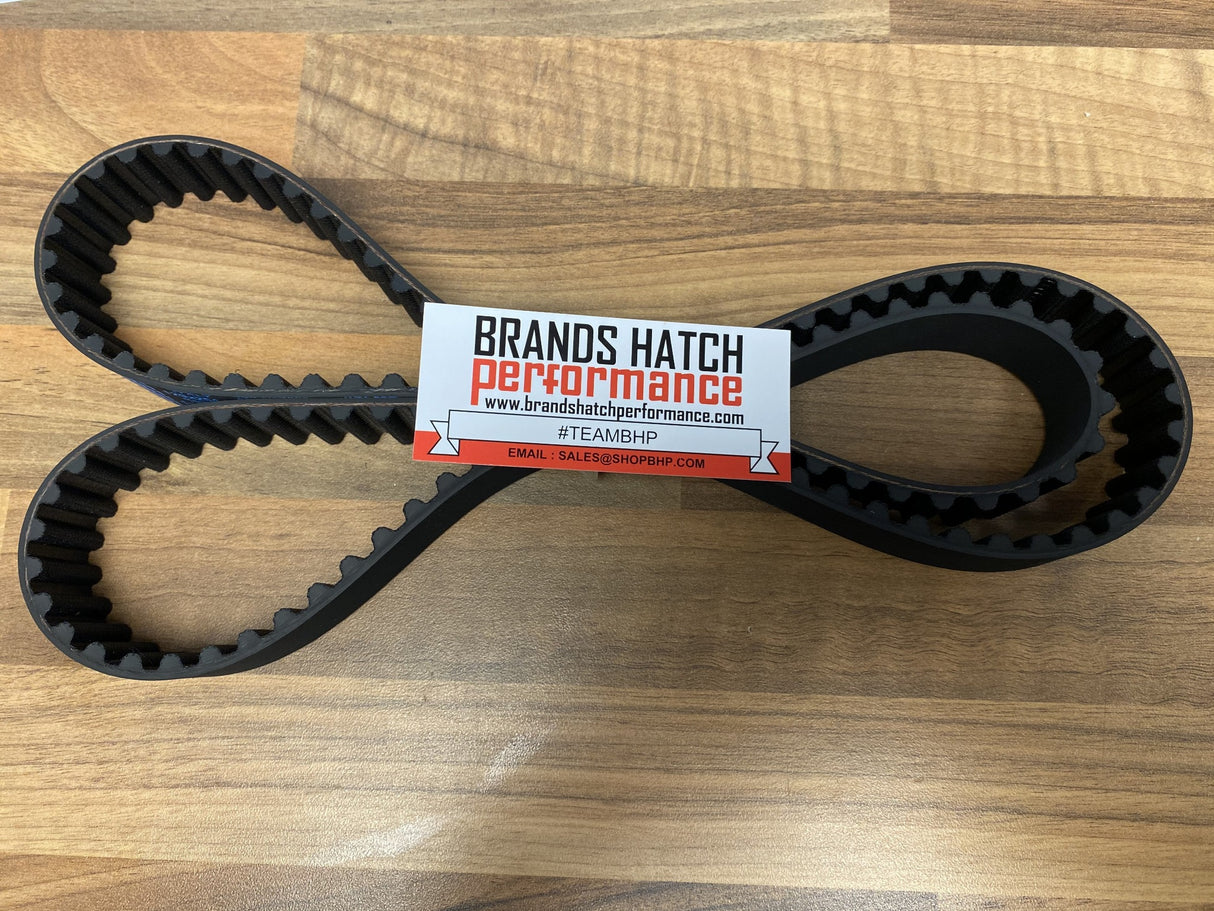 BRANDS HATCH
performance
www.brandshatchperformance.com
#TEAMBHP
EMAIL : SALES@SHOPBHP.COM